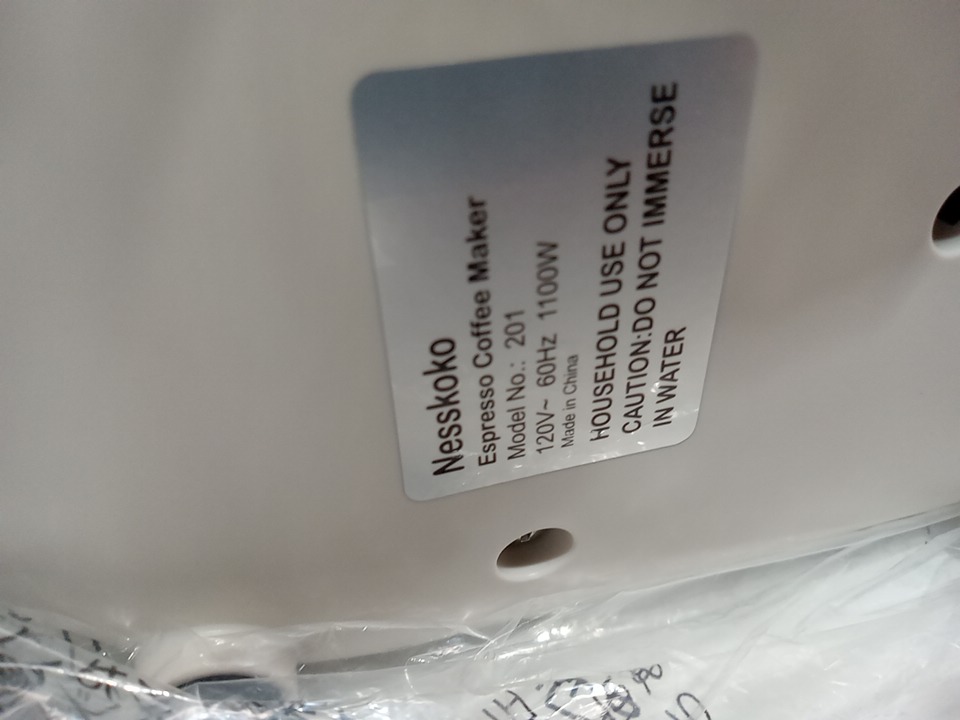 Nesskoko
Espresso Coffee Maker
Model No.: 201
120V~ 60Hz 1100W
Made in China
HOUSEHOLD USE ONLY
CAUTION:DO NOT IMMERSE
IN WATER